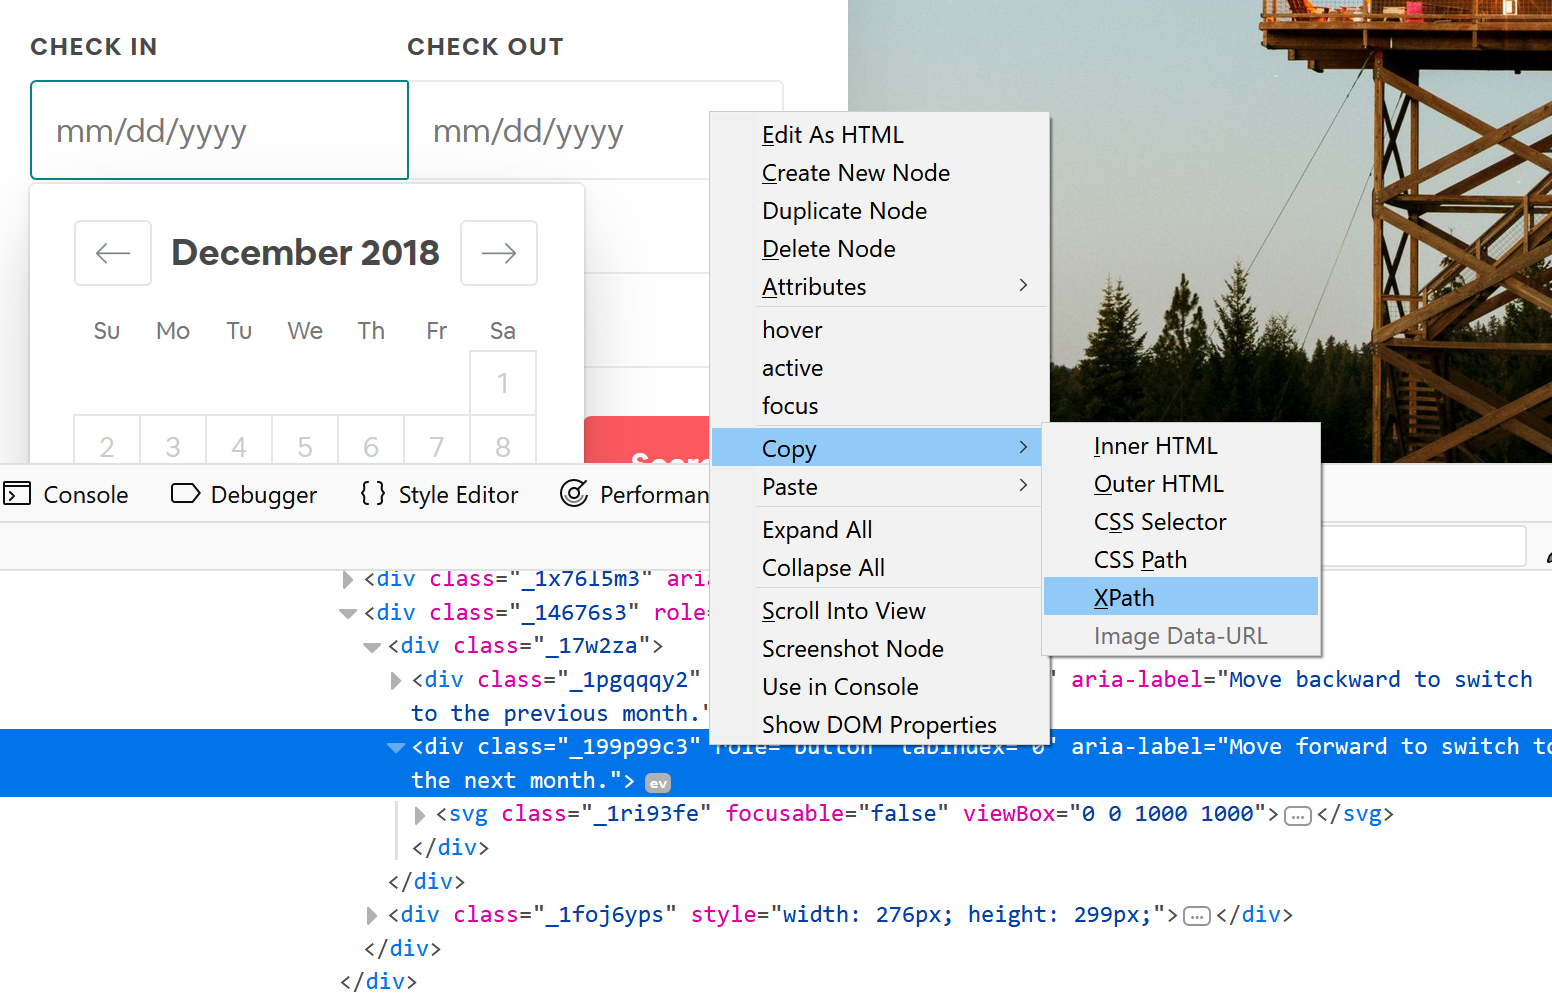 CHECK IN CHECK OUT
mm/dd/yyyy mm/dd/yyyy
December 2018
Su Mo Tu We Th Fr Sa
1
2 3 4 5 6 7 8
Edit As HTML
Create New Node
Duplicate Node
Delete Node
Attributes
hover
active
focus
Copy
Paste
Expand All
Collapse All
Scroll Into View
Screenshot Node
Use in Console
Show DOM Properties
Inner HTML
Outer HTML
CSS Selector
CSS Path
XPath
Image Data-URL
Console Debugger { } Style Editor Performan
<div class="_1x76l5m3" aria
<div class="_14676s3" role=
<div class="_17w2za">
<div class="_1pgqqqy2" " aria-label="Move backward to switch
to the previous month."
<div class="_199p99c3" role="button" tabindex="0" aria-label="Move forward to switch to
the next month."> ev
<svg class="_1ri93fe" focusable="false" viewBox="0 0 1000 1000">…</svg>
</div>
</div>
<div class="_1foj6yps" style="width: 276px; height: 299px;">…</div>
</div>
</div>